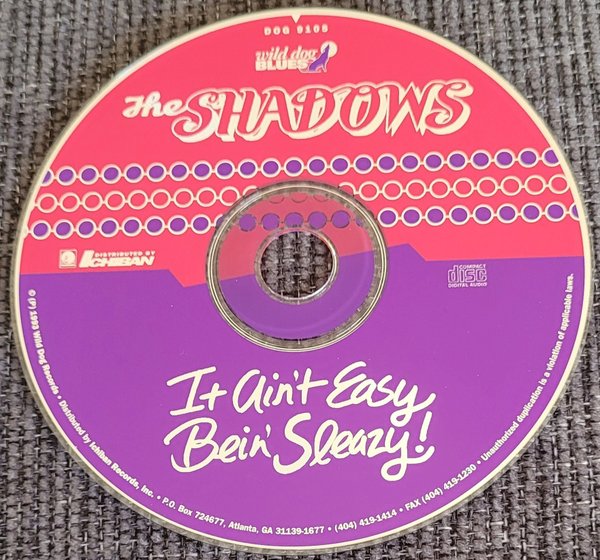 DOG 9105
wild dog
BLUES
The SHADOWS
DISTRIBUTED BY
ICHIBAN
COMPACT
disc
DIGITAL AUDIO
It Ain't Easy
Bein' Sleazy!
© (P) 1993 Wild Dog Records • Distributed by Ichiban Records, Inc. • P.O. Box 724677, Atlanta, GA 31139-1677 • (404) 419-1414 • FAX (404) 419-1230 • Unauthorized duplication is a violation of applicable laws.